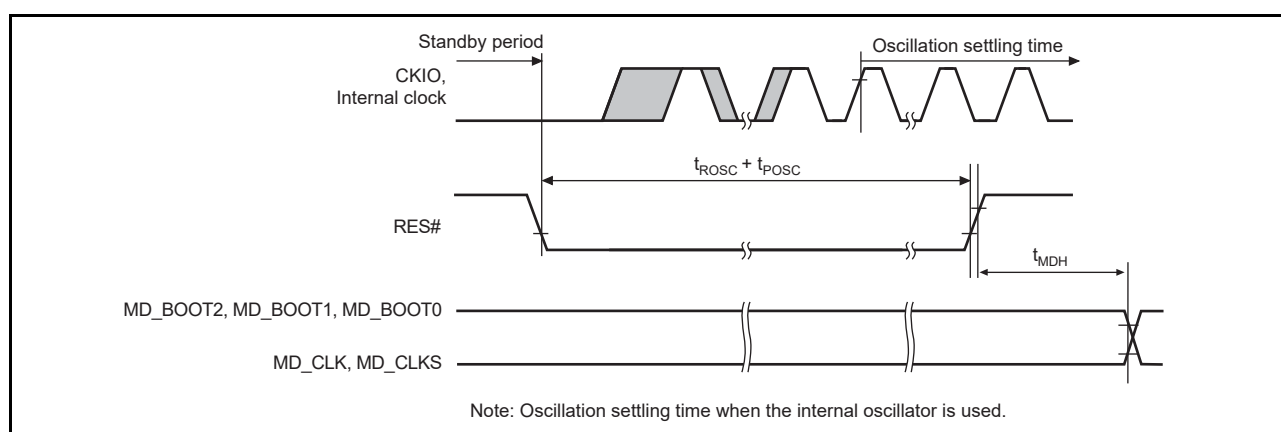 Standby period
Oscillation settling time
CKIO,
Internal clock
tROSC + tPOSC
RES#
tMDH
MD_BOOT2, MD_BOOT1, MD_BOOT0
MD_CLK, MD_CLKS
Note: Oscillation settling time when the internal oscillator is used.